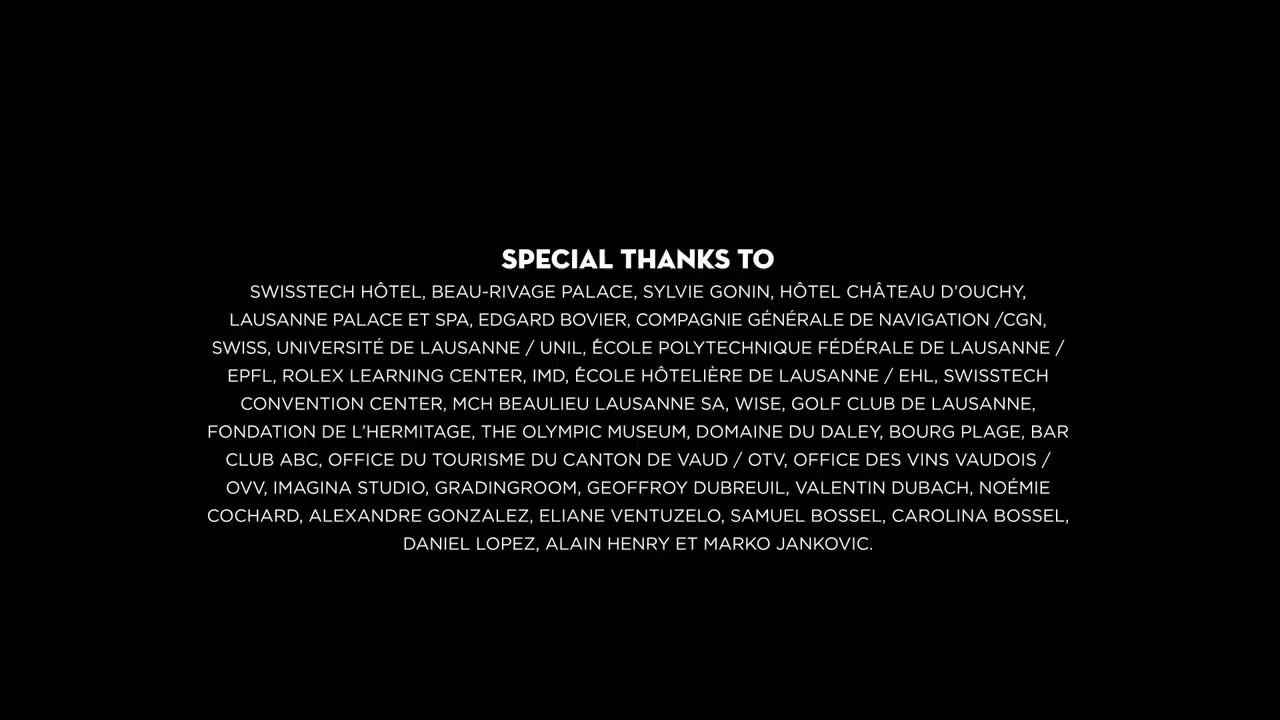 SPECIAL THANKS TO
SWISSTECH HÔTEL, BEAU-RIVAGE PALACE, SYLVIE GONIN, HÔTEL CHÂTEAU D'OUCHY,
LAUSANNE PALACE ET SPA, EDGARD BOVIER, COMPAGNIE GÉNÉRALE DE NAVIGATION /CGN,
SWISS, UNIVERSITÉ DE LAUSANNE / UNIL, ÉCOLE POLYTECHNIQUE FÉDÉRALE DE LAUSANNE /
EPFL, ROLEX LEARNING CENTER, IMD, ÉCOLE HÔTELIÈRE DE LAUSANNE / EHL, SWISSTECH
CONVENTION CENTER, MCH BEAULIEU LAUSANNE SA, WISE, GOLF CLUB DE LAUSANNE,
FONDATION DE L'HERMITAGE, THE OLYMPIC MUSEUM, DOMAINE DU DALEY, BOURG PLAGE, BAR
CLUB ABC, OFFICE DU TOURISME DU CANTON DE VAUD / OTV, OFFICE DES VINS VAUDOIS /
OVV, IMAGINA STUDIO, GRADINGROOM, GEOFFROY DUBREUIL, VALENTIN DUBACH, NOÉMIE
COCHARD, ALEXANDRE GONZALEZ, ELIANE VENTUZELO, SAMUEL BOSSEL, CAROLINA BOSSEL,
DANIEL LOPEZ, ALAIN HENRY ET MARKO JANKOVIC.